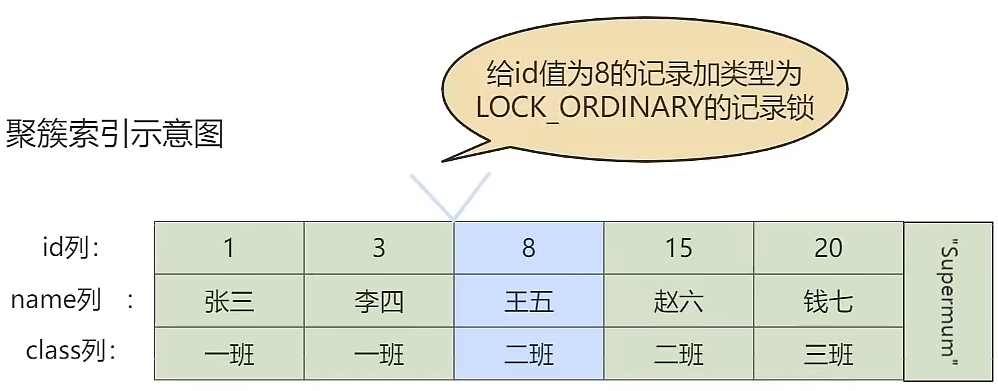 给id值为8的记录加类型为
LOCK_ORDINARY的记录锁
聚簇索引示意图
id列： 1 3 8 15 20 "Supermum"
name列 ： 张三 李四 王五 赵六 钱七
class列： 一班 一班 二班 二班 三班